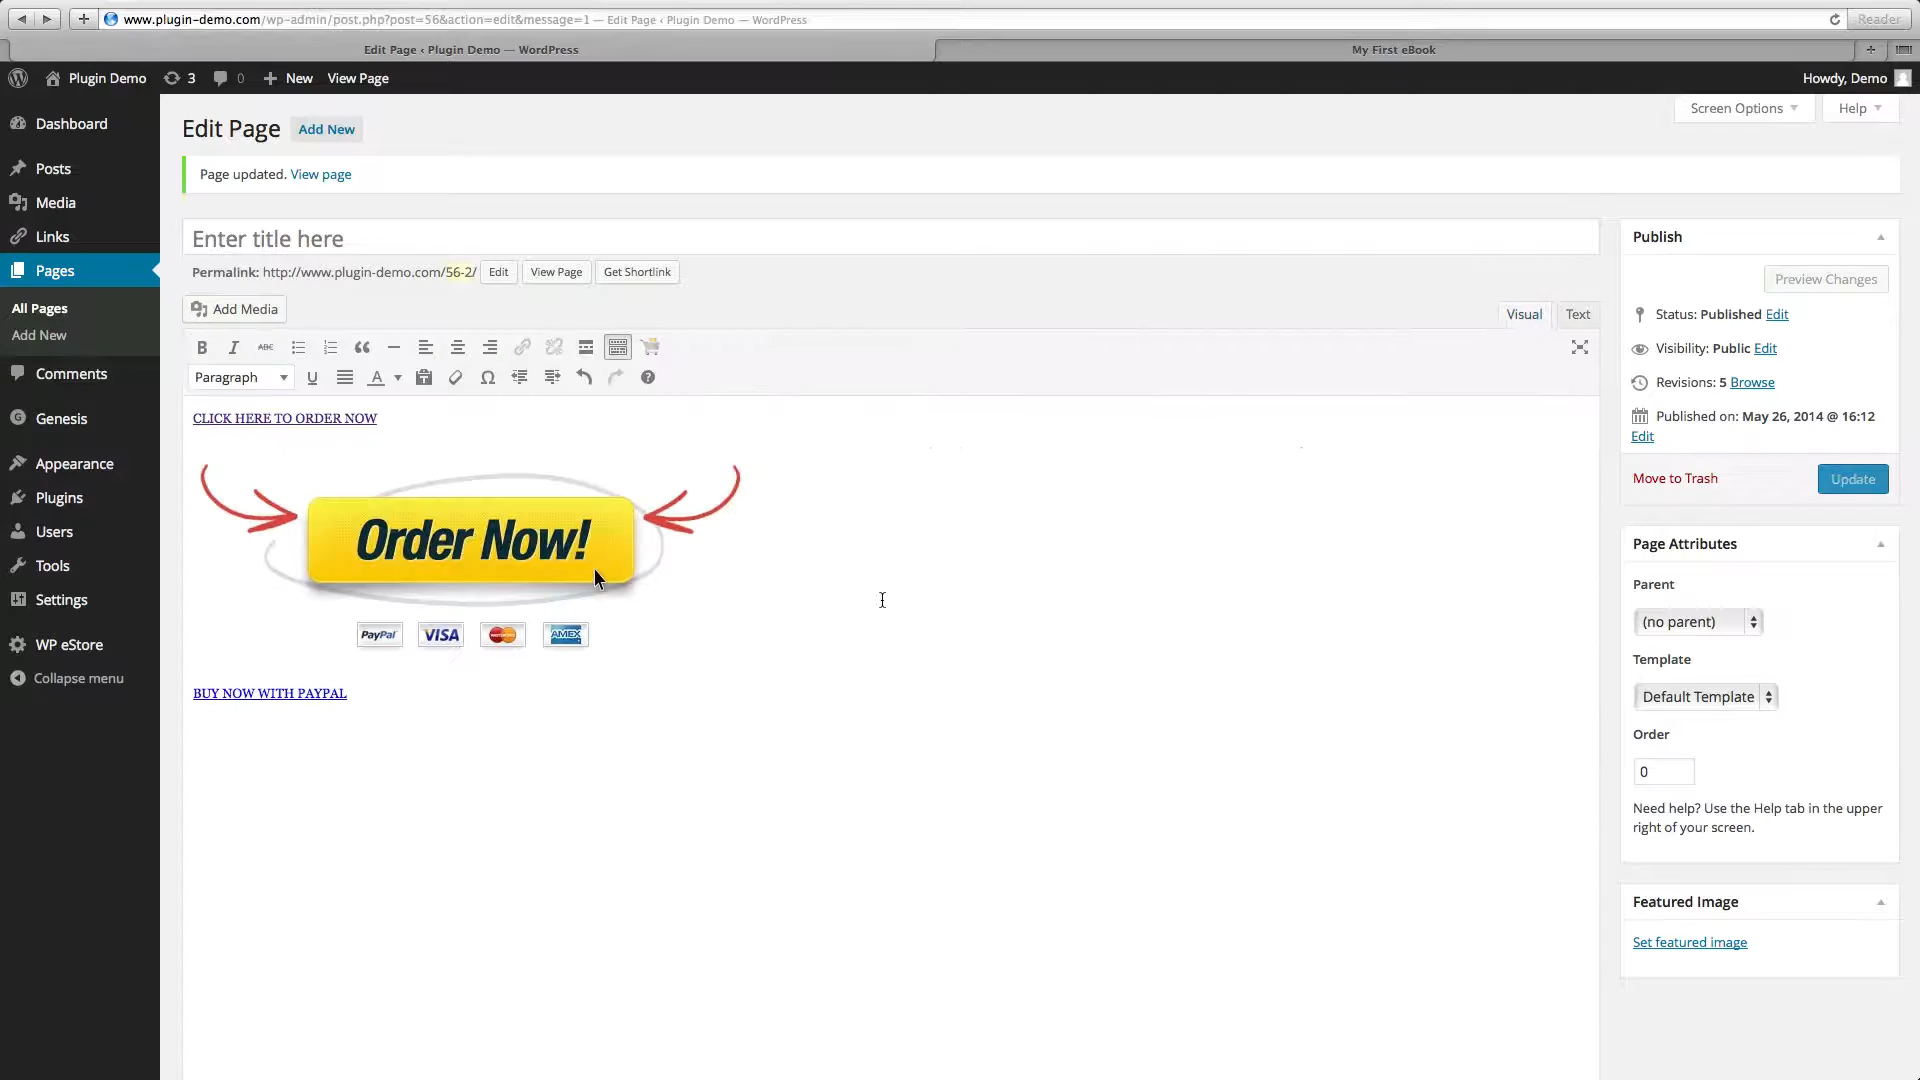 www.plugin-demo.com/wp-admin/post.php?post=56&action=edit&message=1 — Edit Page ‹ Plugin Demo — WordPress
Reader
Edit Page ‹ Plugin Demo — WordPress
My First eBook
Plugin Demo 3 0 New View Page
Howdy, Demo
Screen Options
Help
Dashboard
Posts
Media
Links
Pages
All Pages
Add New
Comments
Genesis
Appearance
Plugins
Users
Tools
Settings
WP eStore
Collapse menu
Edit Page Add New
Page updated. View page
Enter title here
Permalink: http://www.plugin-demo.com/56-2/ Edit View Page Get Shortlink
Add Media
Visual Text
B I ABC
Paragraph U A Ω
CLICK HERE TO ORDER NOW
Order Now!
PayPal VISA MasterCard AMEX
BUY NOW WITH PAYPAL
Publish
Preview Changes
Status: Published Edit
Visibility: Public Edit
Revisions: 5 Browse
Published on: May 26, 2014 @ 16:12
Edit
Move to Trash
Update
Page Attributes
Parent
(no parent)
Template
Default Template
Order
0
Need help? Use the Help tab in the upper
right of your screen.
Featured Image
Set featured image